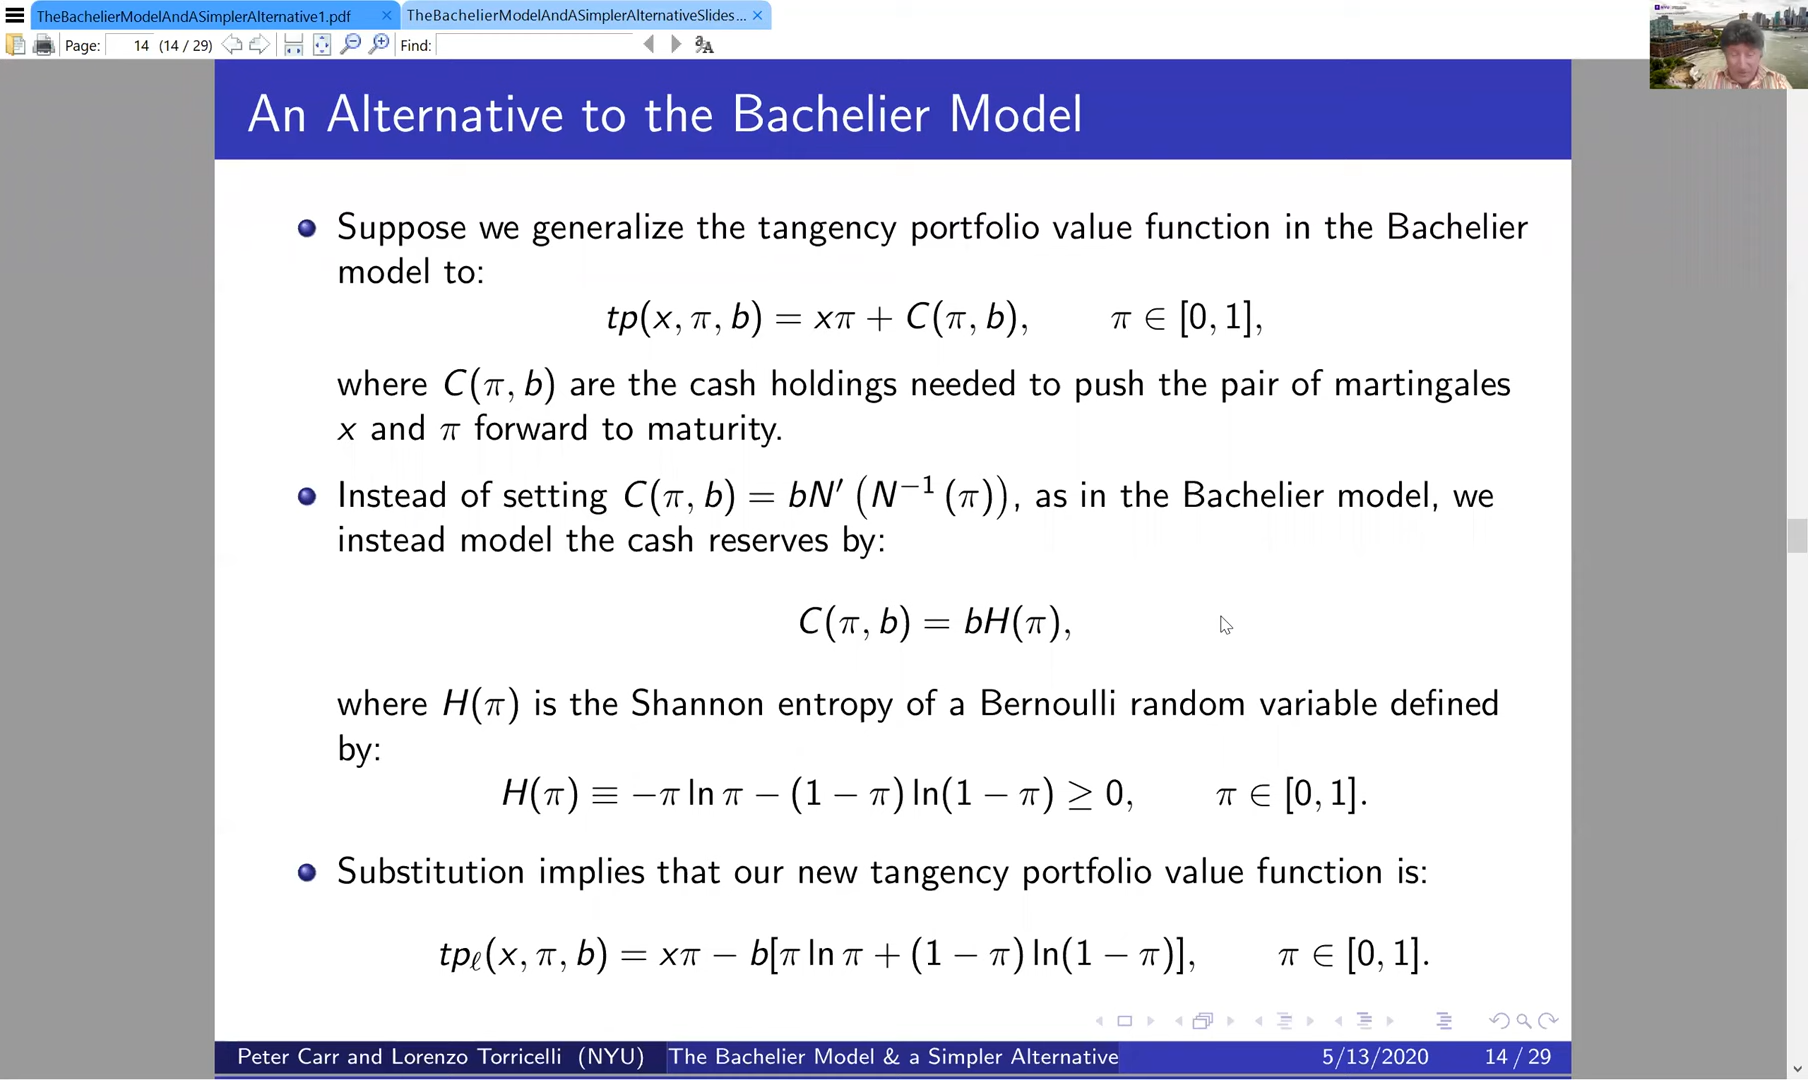 TheBachelierModelAndASimplerAlternative1.pdf
TheBachelierModelAndASimplerAlternativeSlides...
Page: 14 (14 / 29) Find:
An Alternative to the Bachelier Model
Suppose we generalize the tangency portfolio value function in the Bachelier
model to:
tp(x, π, b) = xπ + C(π, b), π ∈ [0, 1],
where C(π, b) are the cash holdings needed to push the pair of martingales
x and π forward to maturity.
Instead of setting C(π, b) = bN′ (N⁻¹ (π)), as in the Bachelier model, we
instead model the cash reserves by:
C(π, b) = bH(π),
where H(π) is the Shannon entropy of a Bernoulli random variable defined
by:
H(π) ≡ −π ln π − (1 − π) ln(1 − π) ≥ 0, π ∈ [0, 1].
Substitution implies that our new tangency portfolio value function is:
tpℓ(x, π, b) = xπ − b[π ln π + (1 − π) ln(1 − π)], π ∈ [0, 1].
Peter Carr and Lorenzo Torricelli (NYU) The Bachelier Model & a Simpler Alternative 5/13/2020 14 / 29